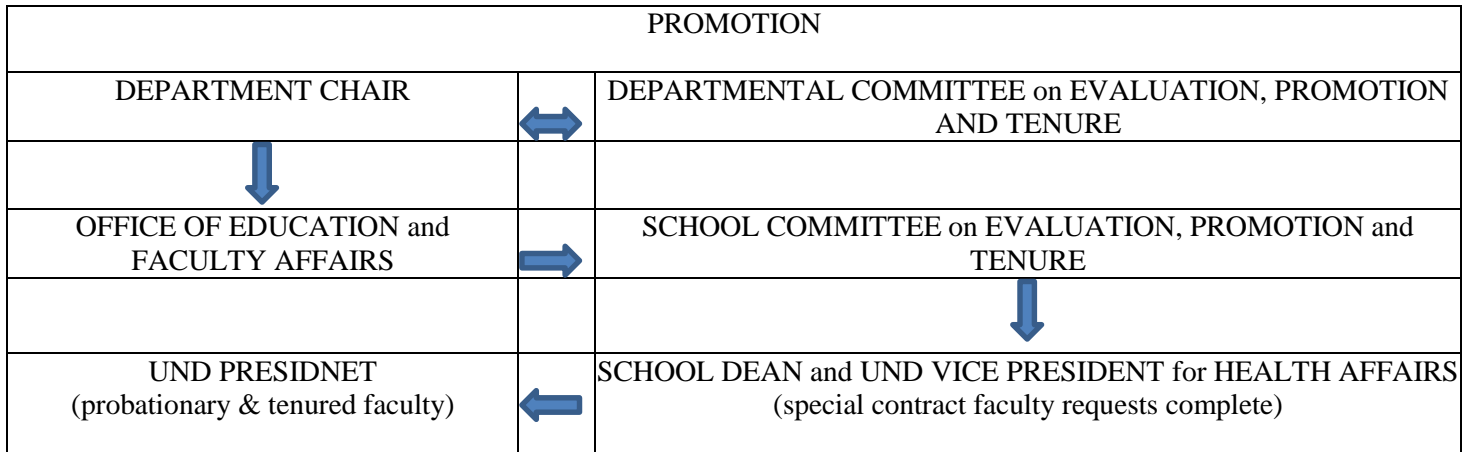 PROMOTION
DEPARTMENT CHAIR
DEPARTMENTAL COMMITTEE on EVALUATION, PROMOTION
AND TENURE
OFFICE OF EDUCATION and
FACULTY AFFAIRS
SCHOOL COMMITTEE on EVALUATION, PROMOTION and
TENURE
UND PRESIDNET
(probationary & tenured faculty)
SCHOOL DEAN and UND VICE PRESIDENT for HEALTH AFFAIRS
(special contract faculty requests complete)